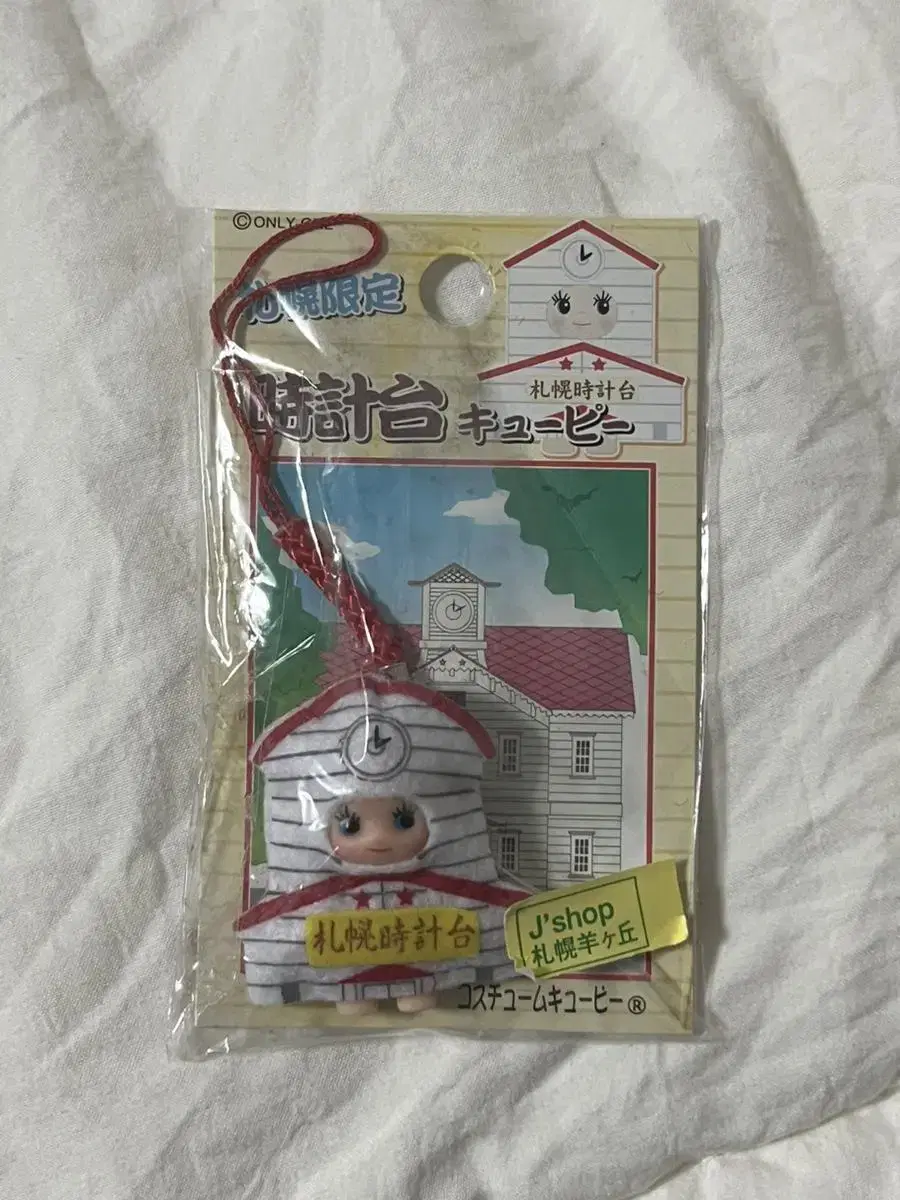 ©ONLY ONE
札幌限定
時計台 キューピー
札幌時計台
札幌時計台
J'shop
札幌羊ヶ丘
コスチュームキューピー®